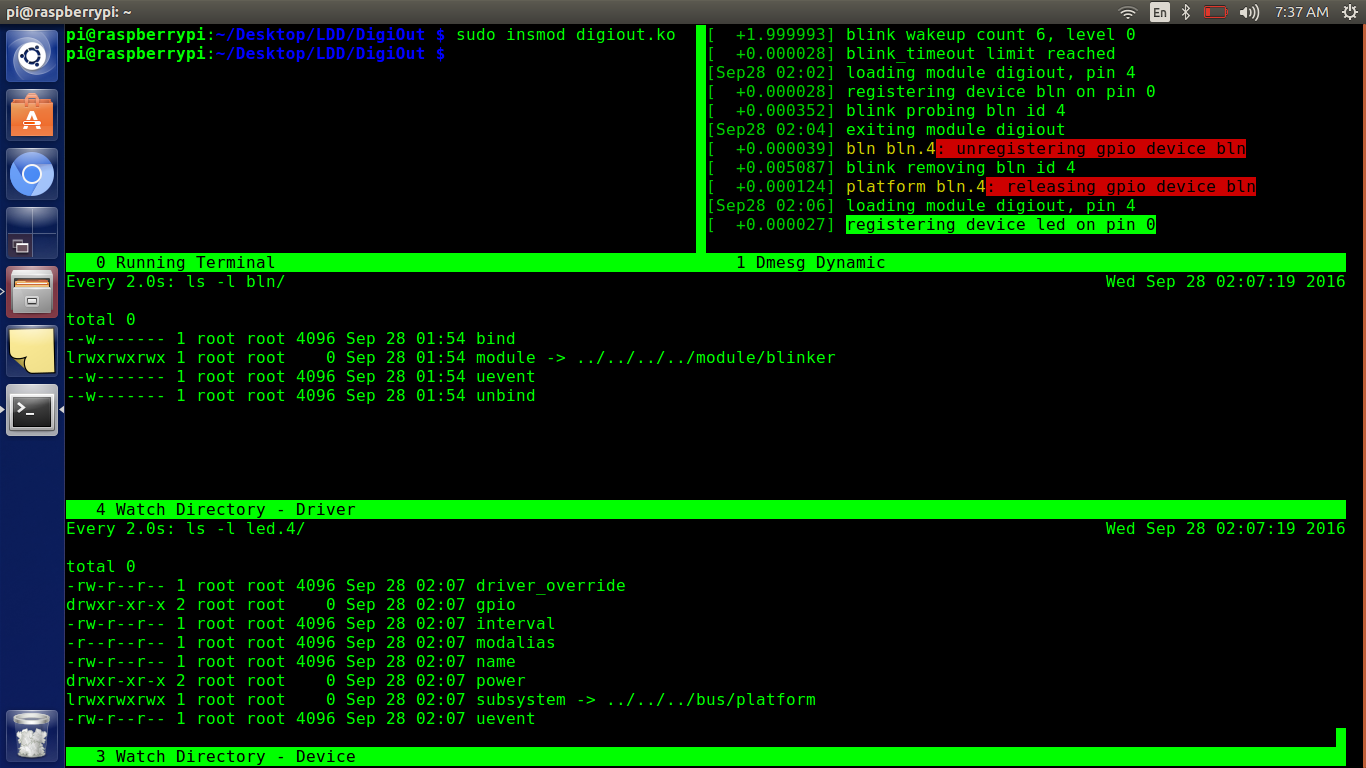 pi@raspberrypi: ~
En
7:37 AM
pi@raspberrypi:~/Desktop/LDD/DigiOut $ sudo insmod digiout.ko
pi@raspberrypi:~/Desktop/LDD/DigiOut $
[  +1.999993] blink wakeup count 6, level 0
[  +0.000028] blink_timeout limit reached
[Sep28 02:02] loading module digiout, pin 4
[  +0.000028] registering device bln on pin 0
[  +0.000352] blink probing bln id 4
[Sep28 02:04] exiting module digiout
[  +0.000039] bln bln.4: unregistering gpio device bln
[  +0.005087] blink removing bln id 4
[  +0.000124] platform bln.4: releasing gpio device bln
[Sep28 02:06] loading module digiout, pin 4
[  +0.000027] registering device led on pin 0
0 Running Terminal
1 Dmesg Dynamic
Every 2.0s: ls -l bln/
Wed Sep 28 02:07:19 2016
total 0
--w------- 1 root root 4096 Sep 28 01:54 bind
lrwxrwxrwx 1 root root    0 Sep 28 01:54 module -> ../../../../module/blinker
--w------- 1 root root 4096 Sep 28 01:54 uevent
--w------- 1 root root 4096 Sep 28 01:54 unbind
4 Watch Directory - Driver
Every 2.0s: ls -l led.4/
Wed Sep 28 02:07:19 2016
total 0
-rw-r--r-- 1 root root 4096 Sep 28 02:07 driver_override
drwxr-xr-x 2 root root    0 Sep 28 02:07 gpio
-rw-r--r-- 1 root root 4096 Sep 28 02:07 interval
-r--r--r-- 1 root root 4096 Sep 28 02:07 modalias
-rw-r--r-- 1 root root 4096 Sep 28 02:07 name
drwxr-xr-x 2 root root    0 Sep 28 02:07 power
lrwxrwxrwx 1 root root    0 Sep 28 02:07 subsystem -> ../../../bus/platform
-rw-r--r-- 1 root root 4096 Sep 28 02:07 uevent
3 Watch Directory - Device